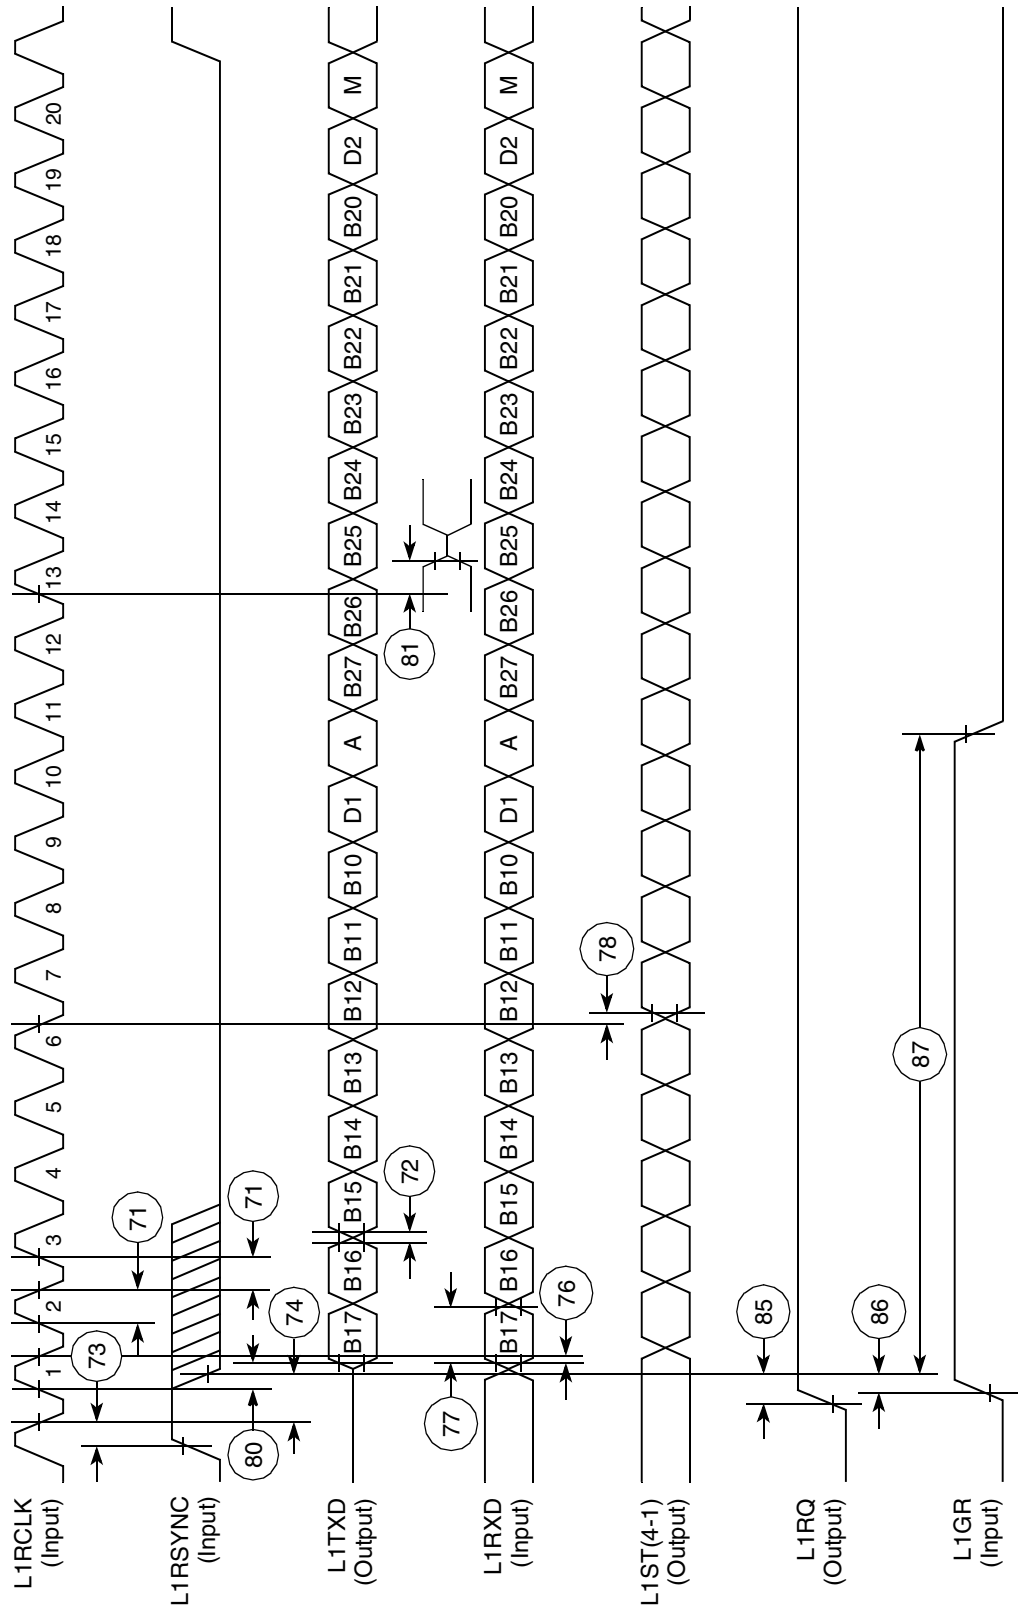 L1RCLK
(Input)
1 2 3 4 5 6 7 8 9 10 11 12 13 14 15 16 17 18 19 20
73
71
L1RSYNC
(Input)
80
74
71
L1TXD
(Output)
B17 B16 B15 B14 B13 B12 B11 B10 D1 A B27 B26 B25 B24 B23 B22 B21 B20 D2 M
72
81
77
L1RXD
(Input)
B17 B16 B15 B14 B13 B12 B11 B10 D1 A B27 B26 B25 B24 B23 B22 B21 B20 D2 M
76
78
L1ST(4-1)
(Output)
85
L1RQ
(Output)
86
87
L1GR
(Input)